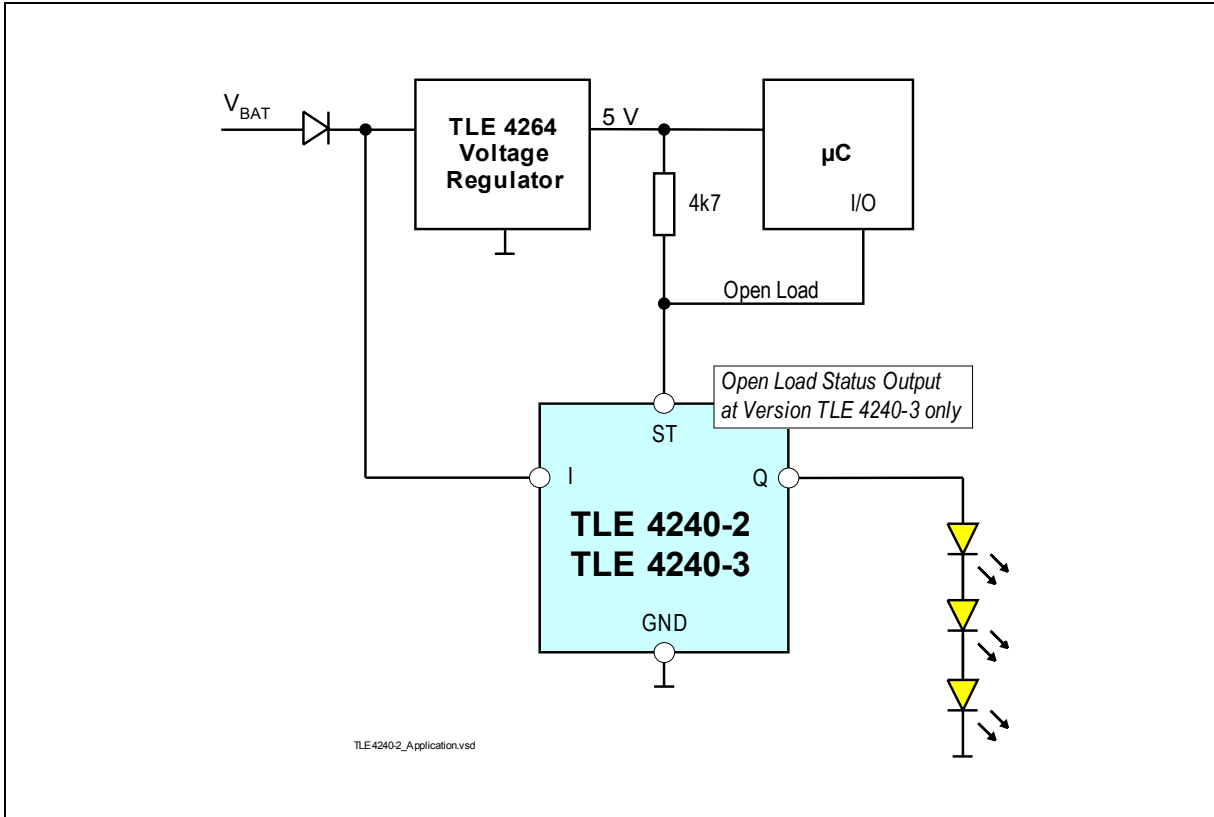 V_BAT
TLE 4264
Voltage
Regulator
5 V
µC
I/O
4k7
Open Load
Open Load Status Output
at Version TLE 4240-3 only
ST
I
Q
TLE 4240-2
TLE 4240-3
GND
TLE4240-2_Application.vsd